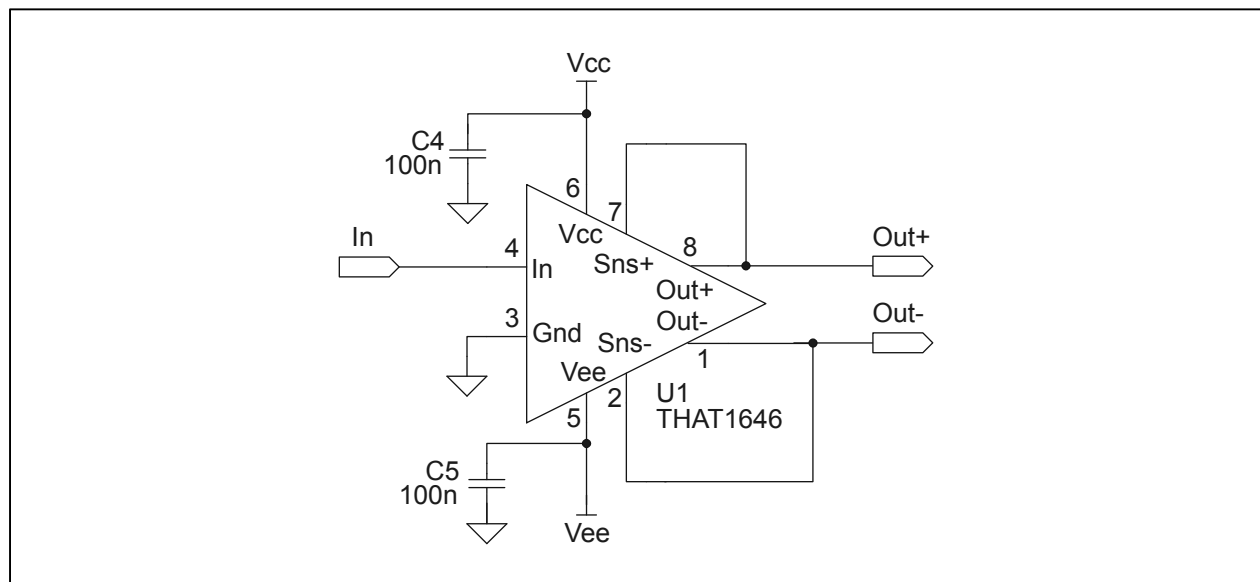 Vcc
C4
100n
6
7
Vcc
In
4
8
Out+
Sns+
In
Out+
3
Out-
Out-
Gnd
Sns-
1
Vee
2
U1
5
THAT1646
C5
100n
Vee